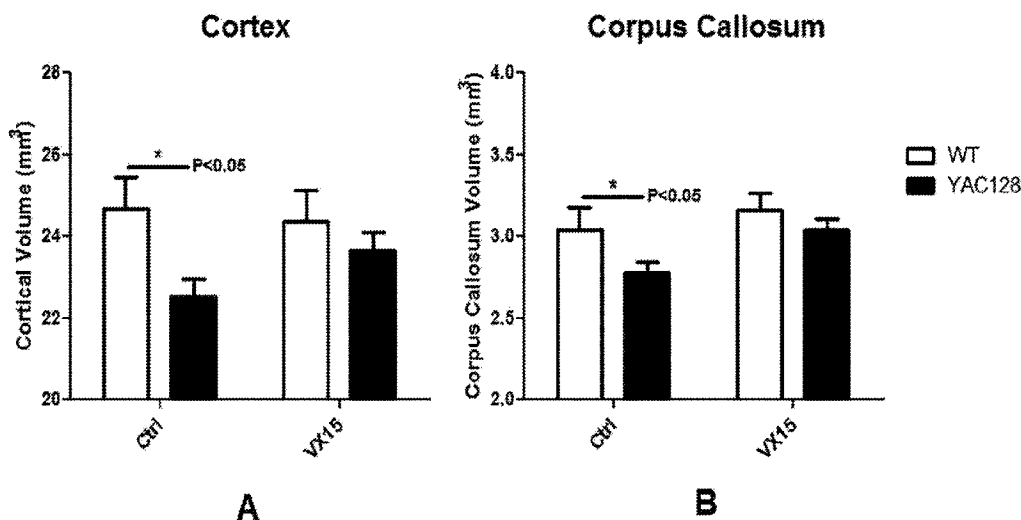 Cortex
Corpus Callosum
Cortical Volume (mm3)
28
26
24
22
20
*
P<0.05
Ctrl
VX15
Corpus Callosum Volume (mm3)
4.0
3.5
3.0
2.5
2.0
*
P<0.05
Ctrl
VX15
WT
YAC128
A
B